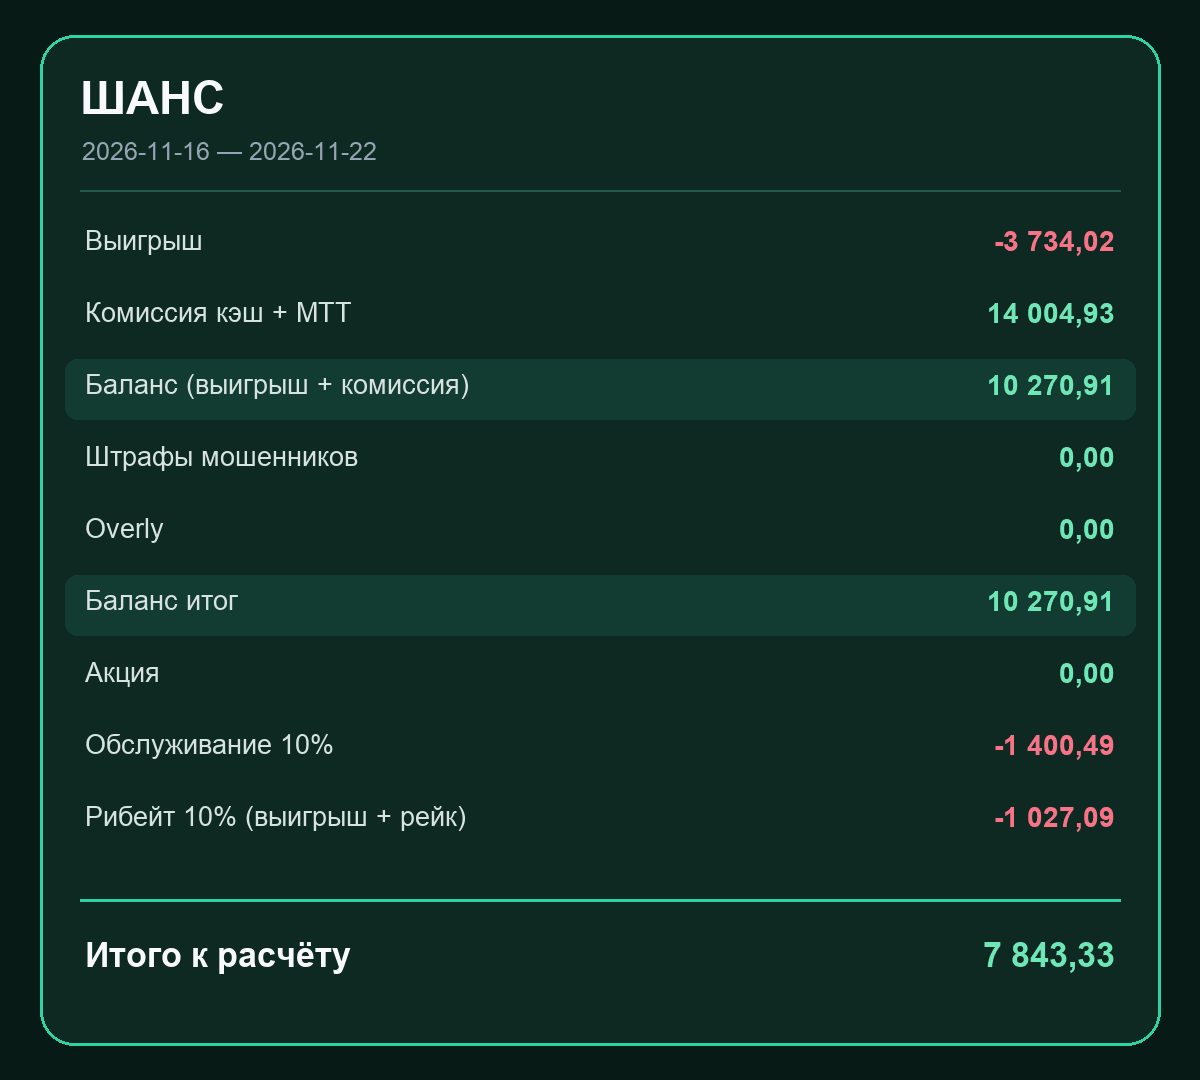 ШАНС
2026-11-16 — 2026-11-22
Выигрыш -3 734,02
Комиссия кэш + МТТ 14 004,93
Баланс (выигрыш + комиссия) 10 270,91
Штрафы мошенников 0,00
Overly 0,00
Баланс итог 10 270,91
Акция 0,00
Обслуживание 10% -1 400,49
Рибейт 10% (выигрыш + рейк) -1 027,09
Итого к расчёту 7 843,33